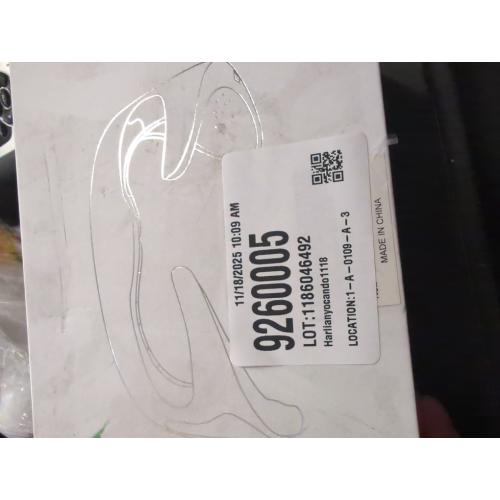 11/18/2025 10:09 AM
9260005
LOT:1186046492
Harlianyocando1118
LOCATION:1-A-0109-A-3
MADE IN CHINA